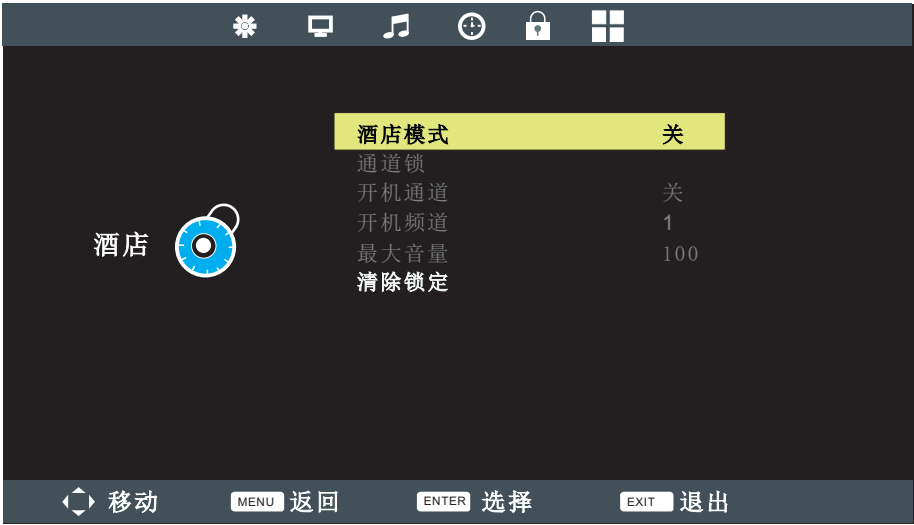 酒店模式 关
通道锁
开机通道 关
开机频道 1
最大音量 100
清除锁定
酒店
移动 MENU 返回 ENTER 选择 EXIT 退出